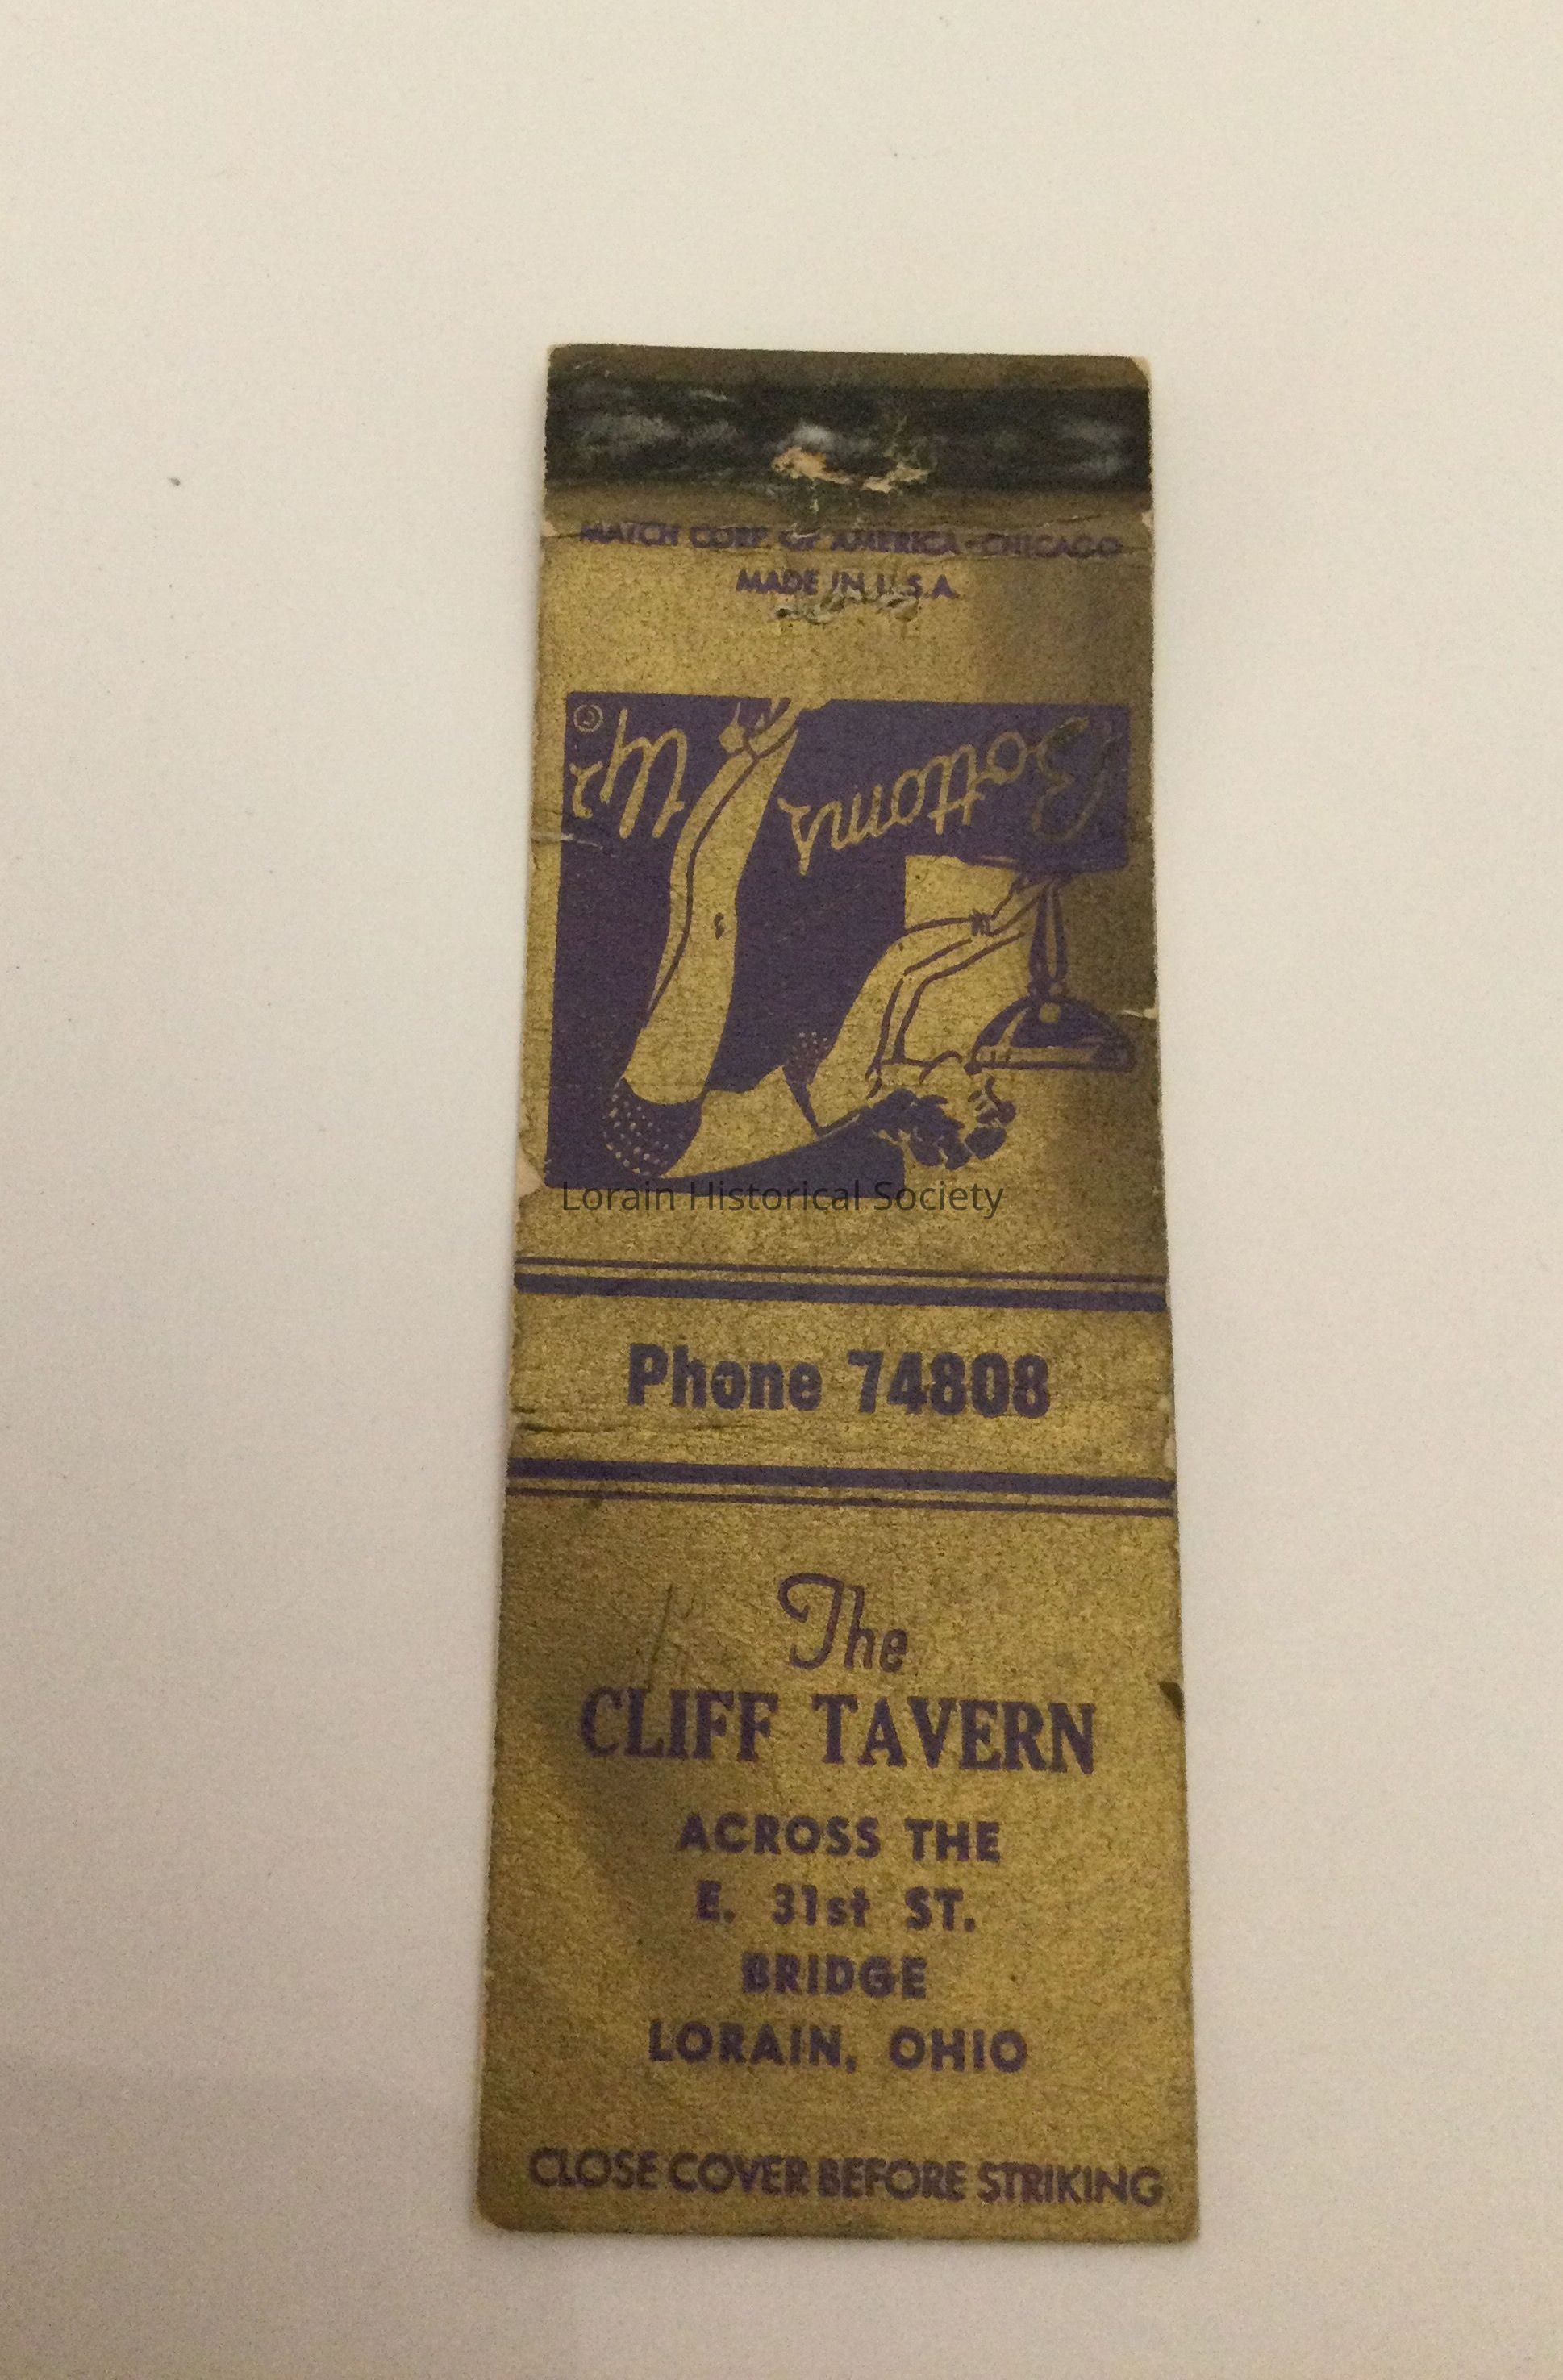 MATCH CORP. OF AMERICA-CHICAGO
MADE IN U.S.A.
Bottoms Up
©
Lorain Historical Society
Phone 74808
The
CLIFF TAVERN
ACROSS THE
E. 31st ST.
BRIDGE
LORAIN, OHIO
CLOSE COVER BEFORE STRIKING